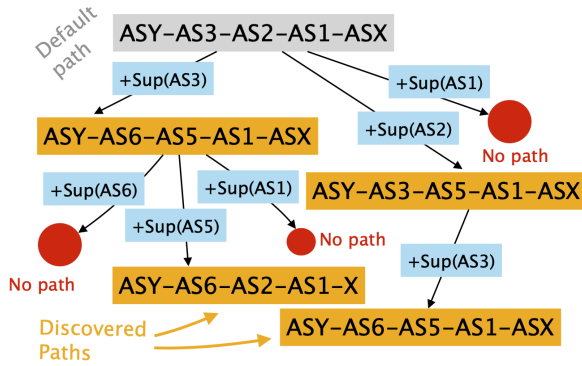 Default
path
ASY-AS3-AS2-AS1-ASX
+Sup(AS3)
+Sup(AS1)
+Sup(AS2)
No path
ASY-AS6-AS5-AS1-ASX
+Sup(AS6)
+Sup(AS1)
+Sup(AS5)
ASY-AS3-AS5-AS1-ASX
No path
No path
+Sup(AS3)
ASY-AS6-AS2-AS1-X
ASY-AS6-AS5-AS1-ASX
Discovered
Paths